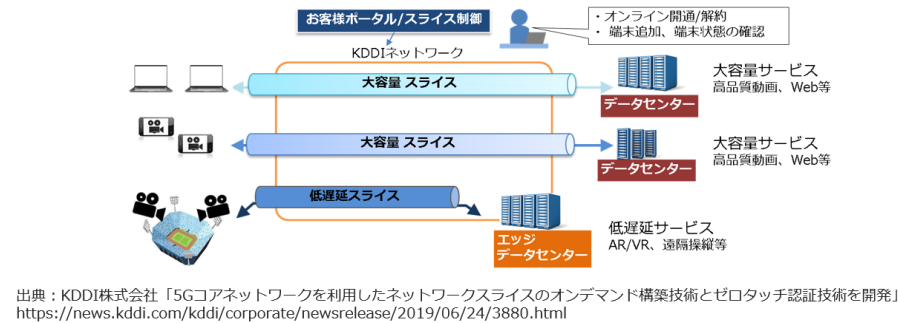 お客様ポータル/スライス制御
・オンライン開通/解約
・ 端末追加、端末状態の確認
KDDIネットワーク
大容量 スライス
データセンター
大容量サービス
高品質動画、Web等
大容量 スライス
データセンター
大容量サービス
高品質動画、Web等
低遅延スライス
エッジ
データセンター
低遅延サービス
AR/VR、遠隔操縦等
出典：KDDI株式会社「5Gコアネットワークを利用したネットワークスライスのオンデマンド構築技術とゼロタッチ認証技術を開発」
https://news.kddi.com/kddi/corporate/newsrelease/2019/06/24/3880.html